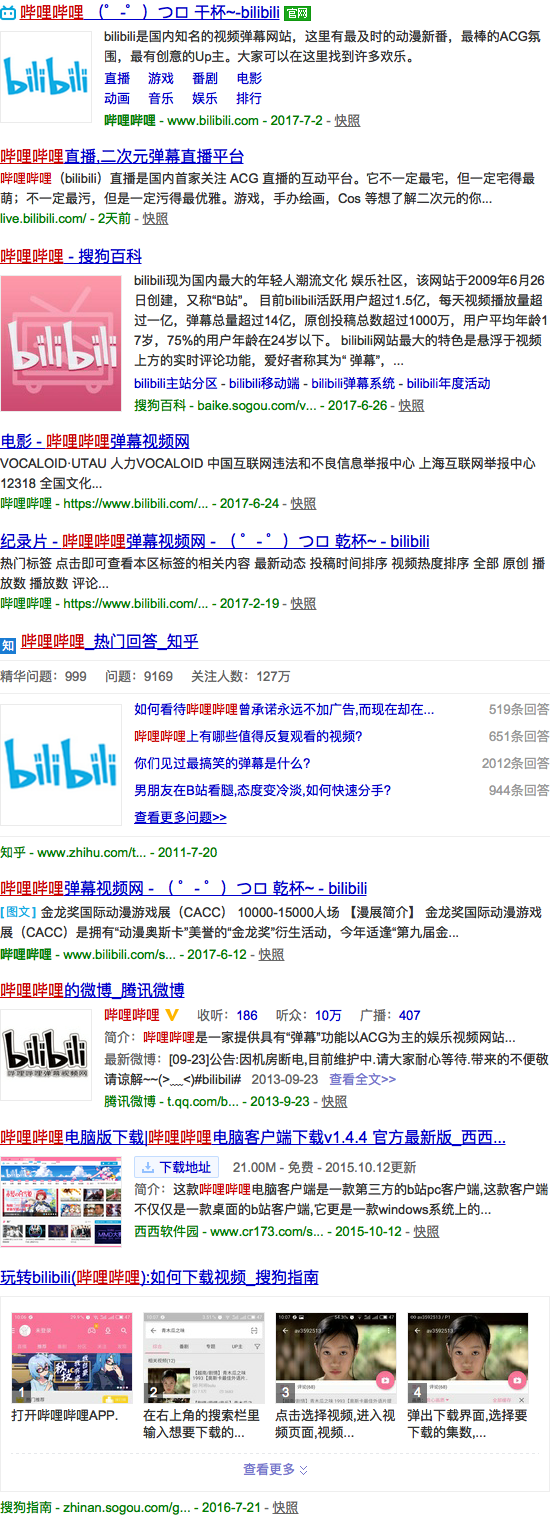 哔哩哔哩 （゜-゜）つロ 干杯~-bilibili 官网
bilibili
bilibili是国内知名的视频弹幕网站，这里有最及时的动漫新番，最棒的ACG氛
围，最有创意的Up主。大家可以在这里找到许多欢乐。
直播 游戏 番剧 电影
动画 音乐 娱乐 排行
哔哩哔哩 - www.bilibili.com - 2017-7-2 - 快照
哔哩哔哩直播,二次元弹幕直播平台
哔哩哔哩（bilibili）直播是国内首家关注 ACG 直播的互动平台。它不一定最宅，但一定宅得最
萌；不一定最污，但是一定污得最优雅。游戏，手办绘画，Cos 等想了解二次元的你...
live.bilibili.com/ - 2天前 - 快照
哔哩哔哩 - 搜狗百科
bilibili
bilibili现为国内最大的年轻人潮流文化 娱乐社区，该网站于2009年6月26
日创建，又称“B站”。 目前bilibili活跃用户超过1.5亿，每天视频播放量超
过一亿，弹幕总量超过14亿，原创投稿总数超过1000万，用户平均年龄1
7岁，75%的用户年龄在24岁以下。 bilibili网站最大的特色是悬浮于视频
上方的实时评论功能，爱好者称其为“ 弹幕”，...
bilibili主站分区 - bilibili移动端 - bilibili弹幕系统 - bilibili年度活动
搜狗百科 - baike.sogou.com/v... - 2017-6-26 - 快照
电影 - 哔哩哔哩弹幕视频网
VOCALOID·UTAU 人力VOCALOID 中国互联网违法和不良信息举报中心 上海互联网举报中心
12318 全国文化...
哔哩哔哩 - https://www.bilibili.com/... - 2017-6-24 - 快照
纪录片 - 哔哩哔哩弹幕视频网 - （゜-゜）つロ 乾杯~ - bilibili
热门标签 点击即可查看本区标签的相关内容 最新动态 投稿时间排序 视频热度排序 全部 原创 播
放数 播放数 评论...
哔哩哔哩 - https://www.bilibili.com/... - 2017-2-19 - 快照
知 哔哩哔哩_热门回答_知乎
精华问题：999 问题：9169 关注人数：127万
bilibili
如何看待哔哩哔哩曾承诺永远不加广告,而现在却在... 519条回答
哔哩哔哩上有哪些值得反复观看的视频? 651条回答
你们见过最搞笑的弹幕是什么? 2012条回答
男朋友在B站看腿,态度变冷淡,如何快速分手? 944条回答
查看更多问题>>
知乎 - www.zhihu.com/t... - 2011-7-20
哔哩哔哩弹幕视频网 - （゜-゜）つロ 乾杯~ - bilibili
[图文] 金龙奖国际动漫游戏展（CACC） 10000-15000人场 【漫展简介】 金龙奖国际动漫游戏
展（CACC）是拥有“动漫奥斯卡”美誉的“金龙奖”衍生活动，今年适逢“第九届金...
哔哩哔哩 - www.bilibili.com/s... - 2017-6-12 - 快照
哔哩哔哩的微博_腾讯微博
bilibili
哔哩哔哩弹幕视频网
哔哩哔哩 收听：186 听众：10万 广播：407
简介：哔哩哔哩是一家提供具有“弹幕”功能以ACG为主的娱乐视频网站...
最新微博：[09-23]公告:因机房断电,目前维护中.请大家耐心等待.带来的不便敬
请谅解~~(>﹏<)#bilibili# 2013-09-23 查看全文>>
腾讯微博 - t.qq.com/b... - 2013-9-23 - 快照
哔哩哔哩电脑版下载|哔哩哔哩电脑客户端下载v1.4.4 官方最新版_西西...
下载地址 21.00M - 免费 - 2015.10.12更新
简介：这款哔哩哔哩电脑客户端是一款第三方的b站pc客户端,这款客户端
不仅仅是一款桌面的b站客户端,它更是一款windows系统上的...
西西软件园 - www.cr173.com/s... - 2015-10-12 - 快照
玩转bilibili(哔哩哔哩):如何下载视频_搜狗指南
1 2 3 4
打开哔哩哔哩APP.
在右上角的搜索栏里
输入想要下载的...
点击选择视频,进入视
频页面,视频...
弹出下载界面,选择要
下载的集数,...
查看更多
搜狗指南 - zhinan.sogou.com/g... - 2016-7-21 - 快照